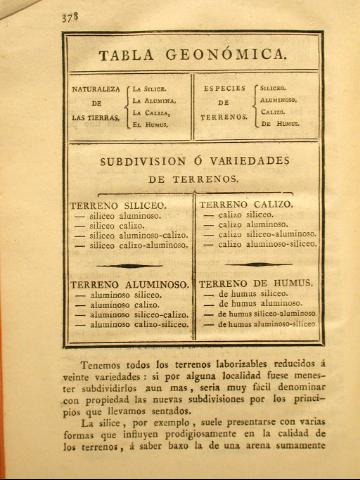 378
TABLA GEONÓMICA.
NATURALEZA DE LAS TIERRAS,
LA SILICE.
LA ALUMINA,
LA CALIZA,
EL HUMUS.
ESPECIES DE TERRENOS.
SILICEO.
ALUMINOSO,
CALIZO.
DE HUMUS.
SUBDIVISION Ó VARIEDADES
DE TERRENOS.
TERRENO SILICEO.
— siliceo aluminoso.
— siliceo calizo.
— siliceo aluminoso-calizo.
— siliceo calizo-aluminoso.
TERRENO CALIZO.
— calizo siliceo.
— calizo aluminoso.
— calizo siliceo-aluminoso.
— calizo aluminoso-siliceo.
TERRENO ALUMINOSO.
— aluminoso siliceo.
— aluminoso calizo.
— aluminoso siliceo-calizo.
— aluminoso calizo-siliceo.
TERRENO DE HUMUS.
— de humus siliceo.
— de humus aluminoso.
— de humus siliceo-aluminoso
— de humus aluminoso-siliceo
Tenemos todos los terrenos laborizables reducidos á
veinte variedades : si por alguna localidad fuese menes-
ter subdividirlos aun mas, seria muy fácil denominar
con propiedad las nuevas subdivisiones por los princi-
pios que llevamos sentados.
La silice, por exemplo, suele presentarse con varias
formas que influyen prodigiosamente en la calidad de
los terrenos, á saber baxo la de una arena sumamente